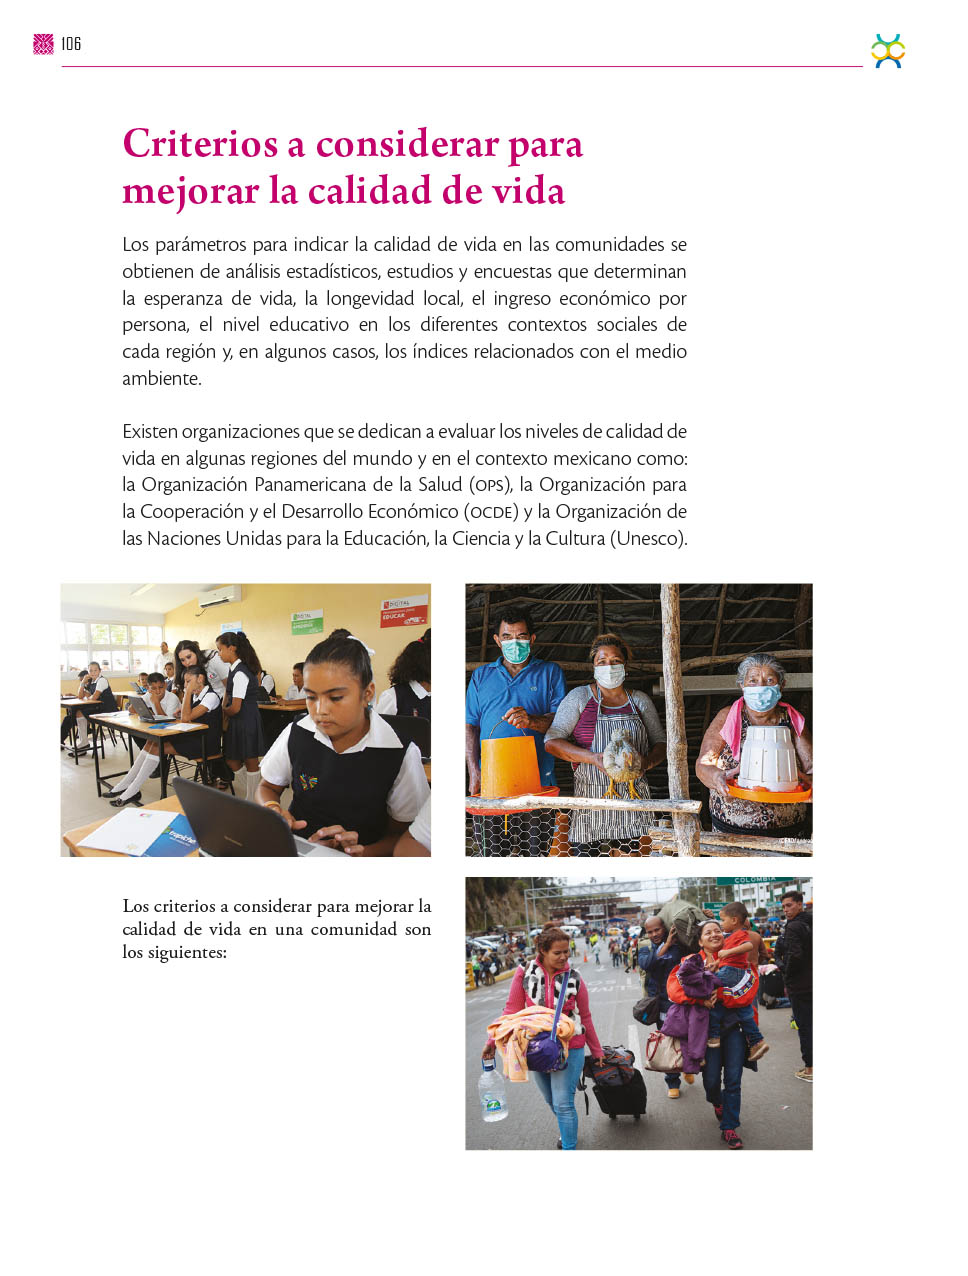 106
Criterios a considerar para
mejorar la calidad de vida
Los parámetros para indicar la calidad de vida en las comunidades se
obtienen de análisis estadísticos, estudios y encuestas que determinan
la esperanza de vida, la longevidad local, el ingreso económico por
persona, el nivel educativo en los diferentes contextos sociales de
cada región y, en algunos casos, los índices relacionados con el medio
ambiente.
Existen organizaciones que se dedican a evaluar los niveles de calidad de
vida en algunas regiones del mundo y en el contexto mexicano como:
la Organización Panamericana de la Salud (OPS), la Organización para
la Cooperación y el Desarrollo Económico (OCDE) y la Organización de
las Naciones Unidas para la Educación, la Ciencia y la Cultura (Unesco).
DIGITAL
EDUCAR
Los criterios a considerar para mejorar la
calidad de vida en una comunidad son
los siguientes:
COLOMBIA